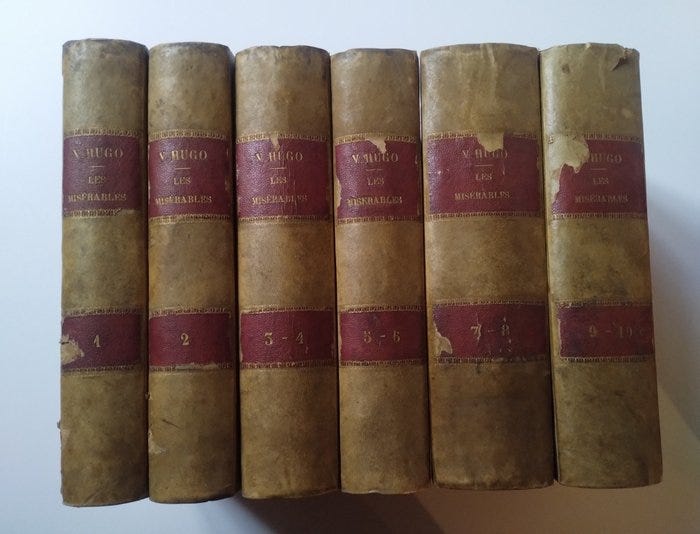 V. HUGO
LES
MISÉRABLES
1
V. HUGO
LES
MISÉRABLES
2
V. HUGO
LES
MISÉRABLES
3-4
V. HUGO
LES
MISÉRABLES
5-6
V. HUGO
LES
MISÉRABLES
7-8
HUGO
LES
MISÉRABLES
9-10